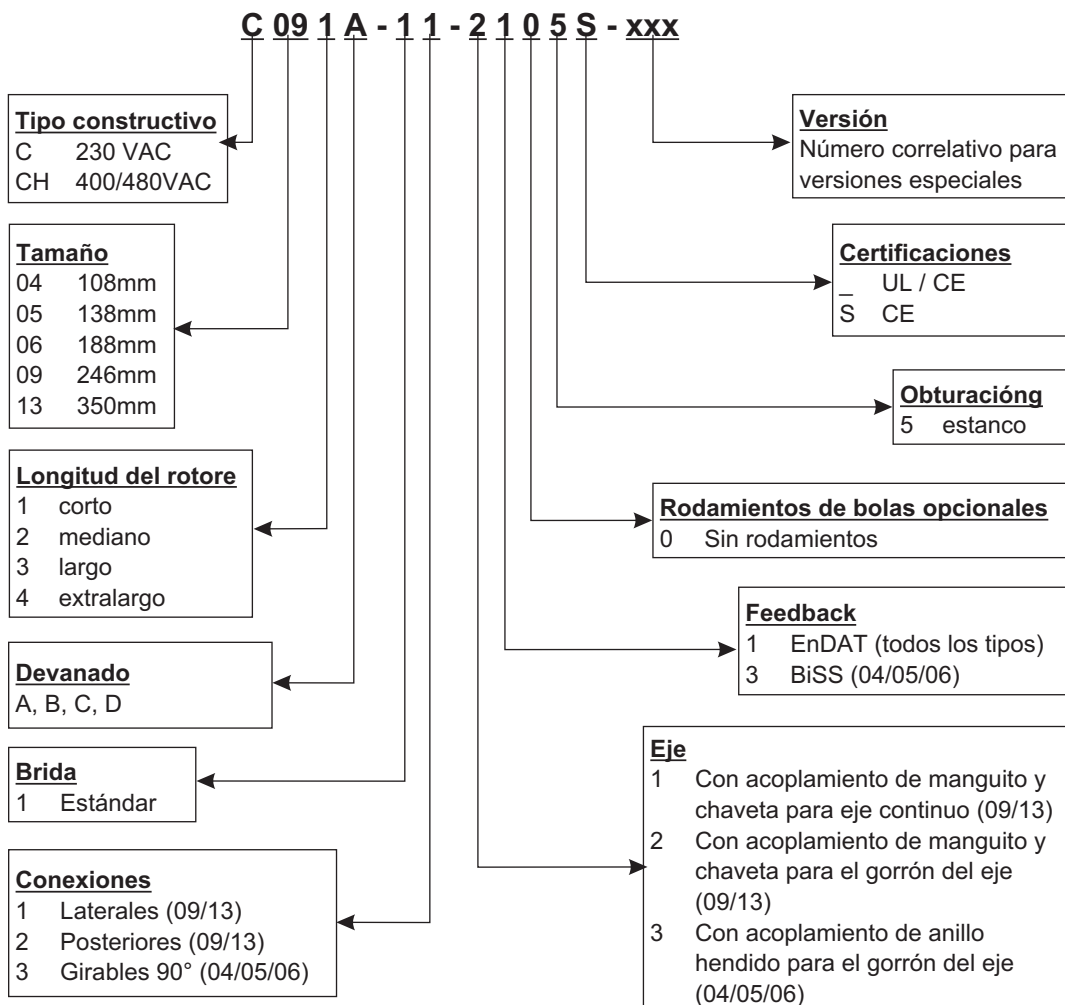 C 09 1 A - 1 1 - 2 1 0 5 S - xxx
Tipo constructivo
C 230 VAC
CH 400/480VAC
Tamaño
04 108mm
05 138mm
06 188mm
09 246mm
13 350mm
Longitud del rotore
1 corto
2 mediano
3 largo
4 extralargo
Devanado
A, B, C, D
Brida
1 Estándar
Conexiones
1 Laterales (09/13)
2 Posteriores (09/13)
3 Girables 90° (04/05/06)
Versión
Número correlativo para
versiones especiales
Certificaciones
_ UL / CE
S CE
Obturacióng
5 estanco
Rodamientos de bolas opcionales
0 Sin rodamientos
Feedback
1 EnDAT (todos los tipos)
3 BiSS (04/05/06)
Eje
1 Con acoplamiento de manguito y
chaveta para eje continuo (09/13)
2 Con acoplamiento de manguito y
chaveta para el gorrón del eje
(09/13)
3 Con acoplamiento de anillo
hendido para el gorrón del eje
(04/05/06)